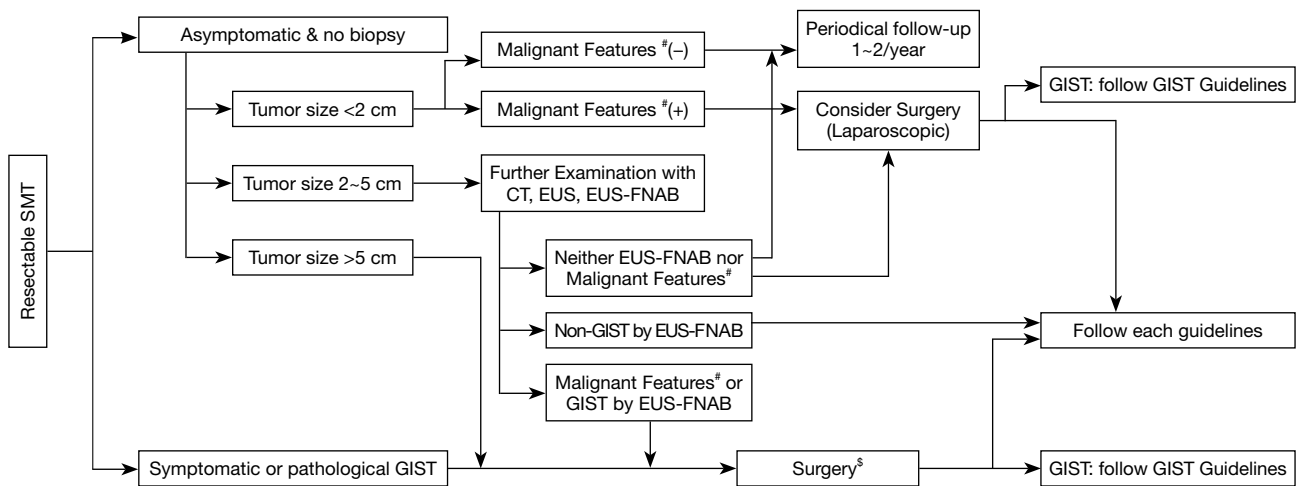 Resectable SMT
Asymptomatic & no biopsy
Tumor size <2 cm
Tumor size 2~5 cm
Tumor size >5 cm
Symptomatic or pathological GIST
Malignant Features #(–)
Malignant Features #(+)
Further Examination with
CT, EUS, EUS-FNAB
Neither EUS-FNAB nor
Malignant Features#
Non-GIST by EUS-FNAB
Malignant Features# or
GIST by EUS-FNAB
Periodical follow-up
1~2/year
Consider Surgery
(Laparoscopic)
Surgery$
GIST: follow GIST Guidelines
Follow each guidelines
GIST: follow GIST Guidelines